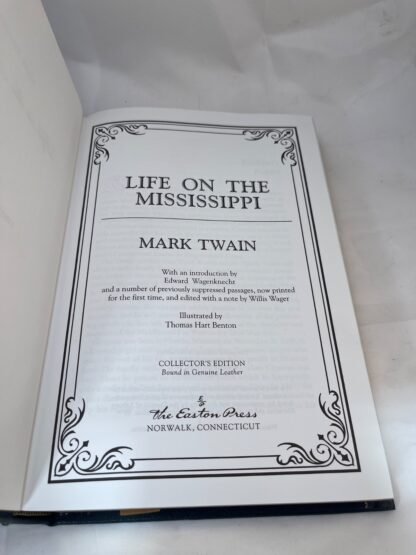 LIFE ON THE
MISSISSIPPI
MARK TWAIN
With an introduction by
Edward Wagenknecht
and a number of previously suppressed passages, now printed
for the first time, and edited with a note by Willis Wager
Illustrated by
Thomas Hart Benton
COLLECTOR'S EDITION
Bound in Genuine Leather
The Easton Press
NORWALK, CONNECTICUT